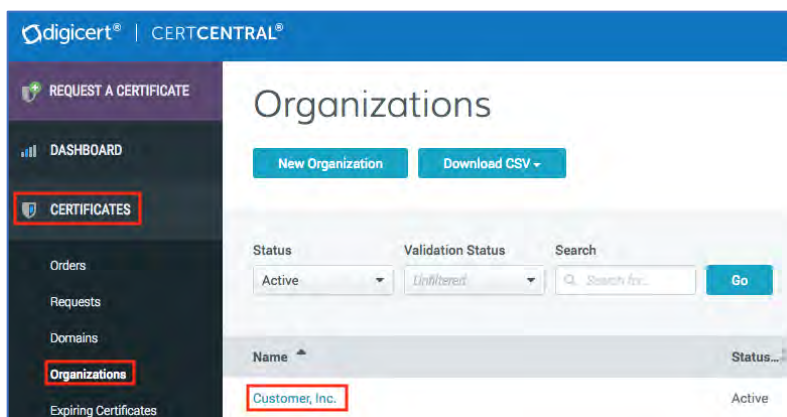 digicert® | CERTCENTRAL®
REQUEST A CERTIFICATE
DASHBOARD
CERTIFICATES
Orders
Requests
Domains
Organizations
Expiring Certificates
Organizations
New Organization Download CSV
Status Validation Status Search
Active Unfiltered Search for... Go
Name Status...
Customer, Inc. Active